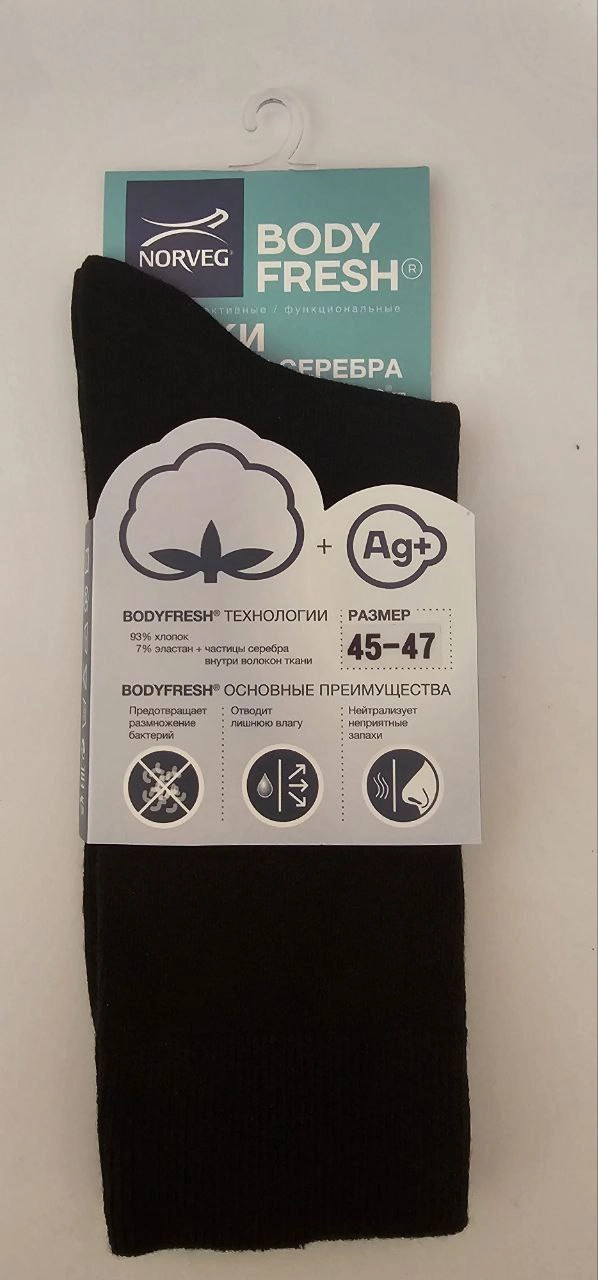 NORVEG®
BODY
FRESH®
активные / функциональные
СЕРЕБРА
Ag+
+
BODYFRESH® ТЕХНОЛОГИИ
93% хлопок
7% эластан + частицы серебра
внутри волокон ткани
РАЗМЕР
45-47
BODYFRESH® ОСНОВНЫЕ ПРЕИМУЩЕСТВА
Предотвращает
размножение
бактерий
Отводит
лишнюю влагу
Нейтрализует
неприятные
запахи